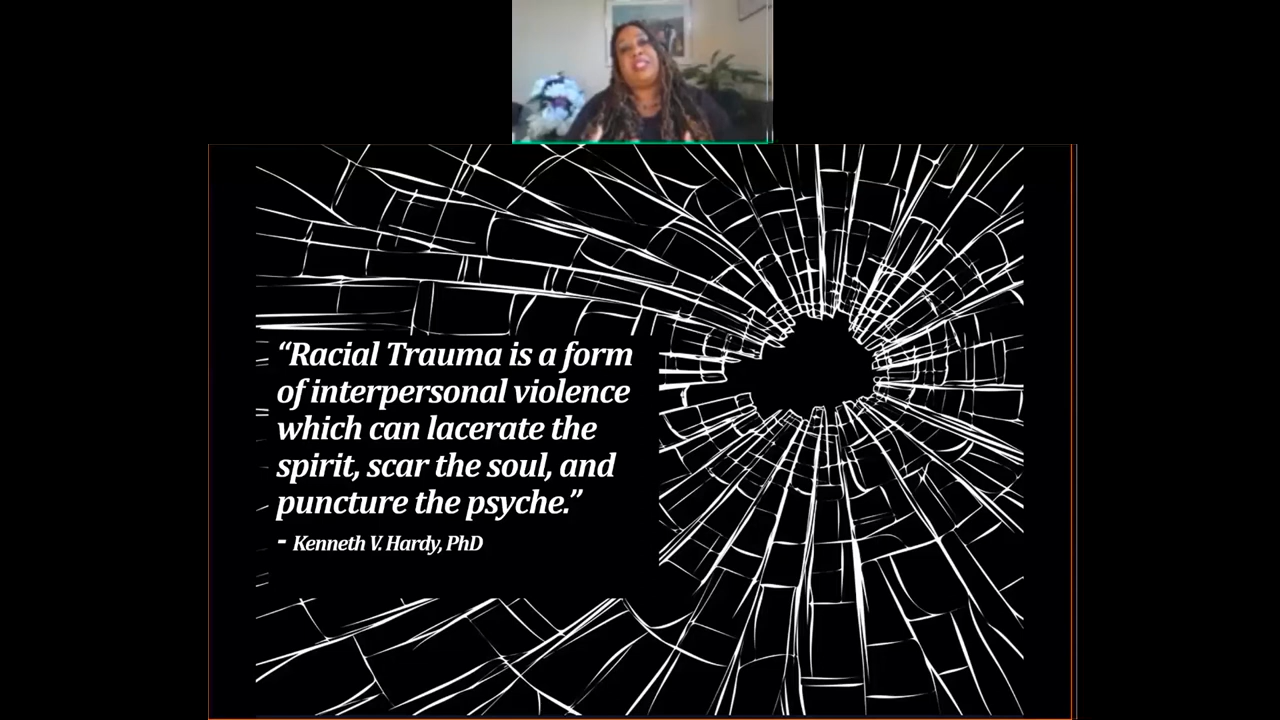 “Racial Trauma is a form
of interpersonal violence
which can lacerate the
spirit, scar the soul, and
puncture the psyche.”
- Kenneth V. Hardy, PhD